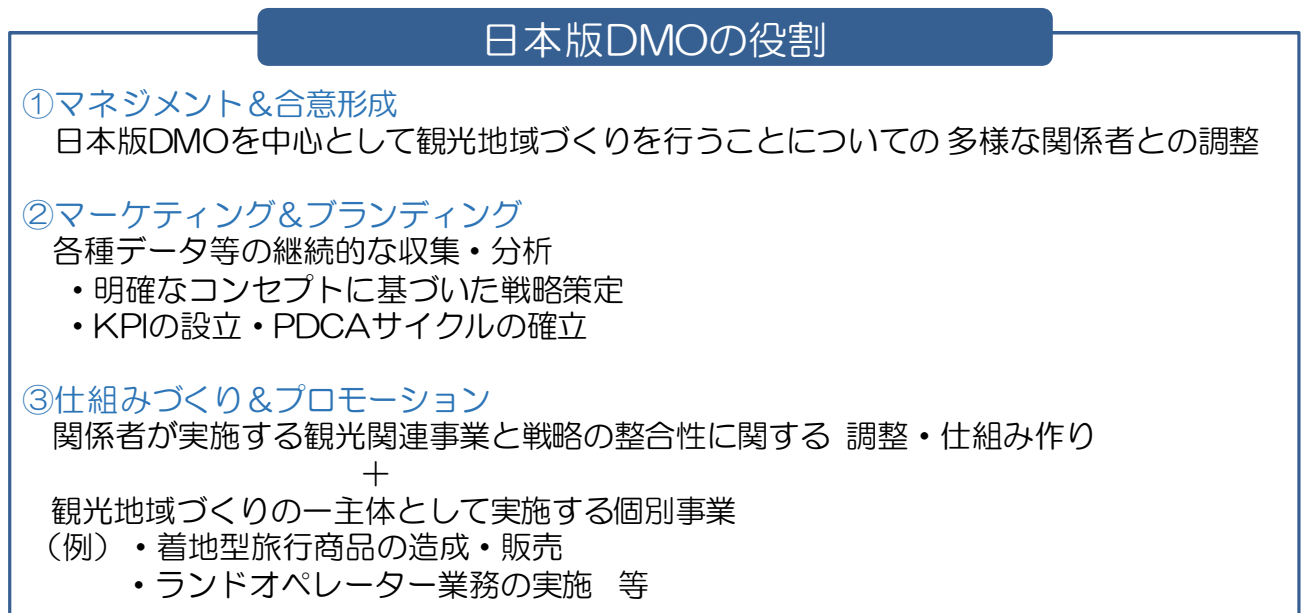 日本版DMOの役割
①マネジメント＆合意形成
日本版DMOを中心として観光地域づくりを行うことについての 多様な関係者との調整
②マーケティング＆ブランディング
各種データ等の継続的な収集・分析
・明確なコンセプトに基づいた戦略策定
・KPIの設立・PDCAサイクルの確立
③仕組みづくり＆プロモーション
関係者が実施する観光関連事業と戦略の整合性に関する 調整・仕組み作り
＋
観光地域づくりの一主体として実施する個別事業
（例）・着地型旅行商品の造成・販売
・ランドオペレーター業務の実施 等